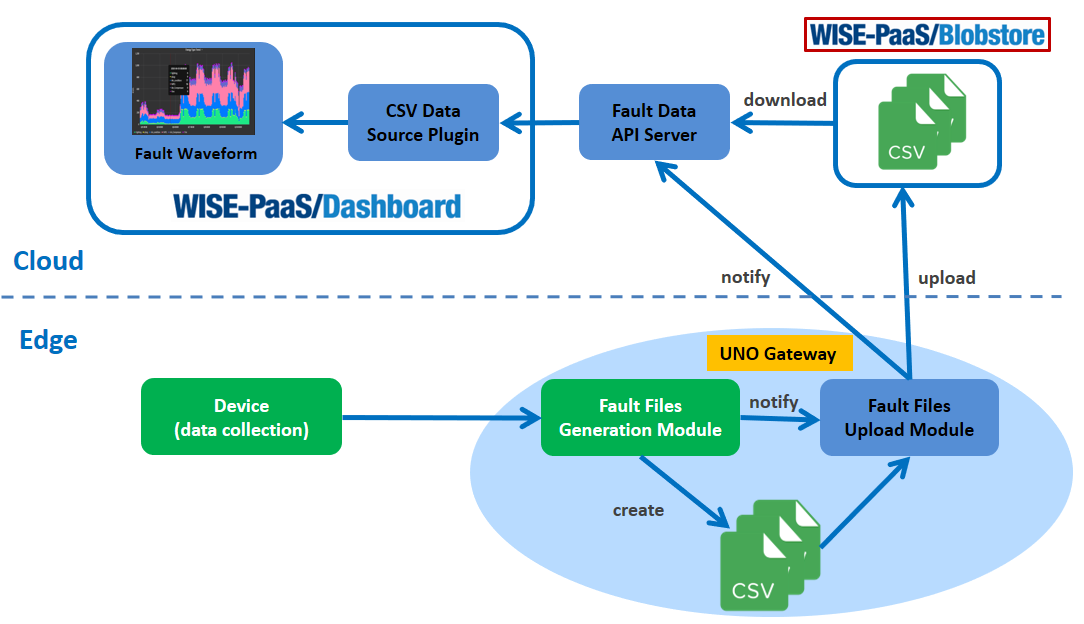 WISE-PaaS/Blobstore
Fault Waveform
CSV Data
Source Plugin
Fault Data
API Server
download
CSV
WISE-PaaS/Dashboard
Cloud
notify
upload
Edge
UNO Gateway
Device
(data collection)
Fault Files
Generation Module
notify
Fault Files
Upload Module
create
CSV